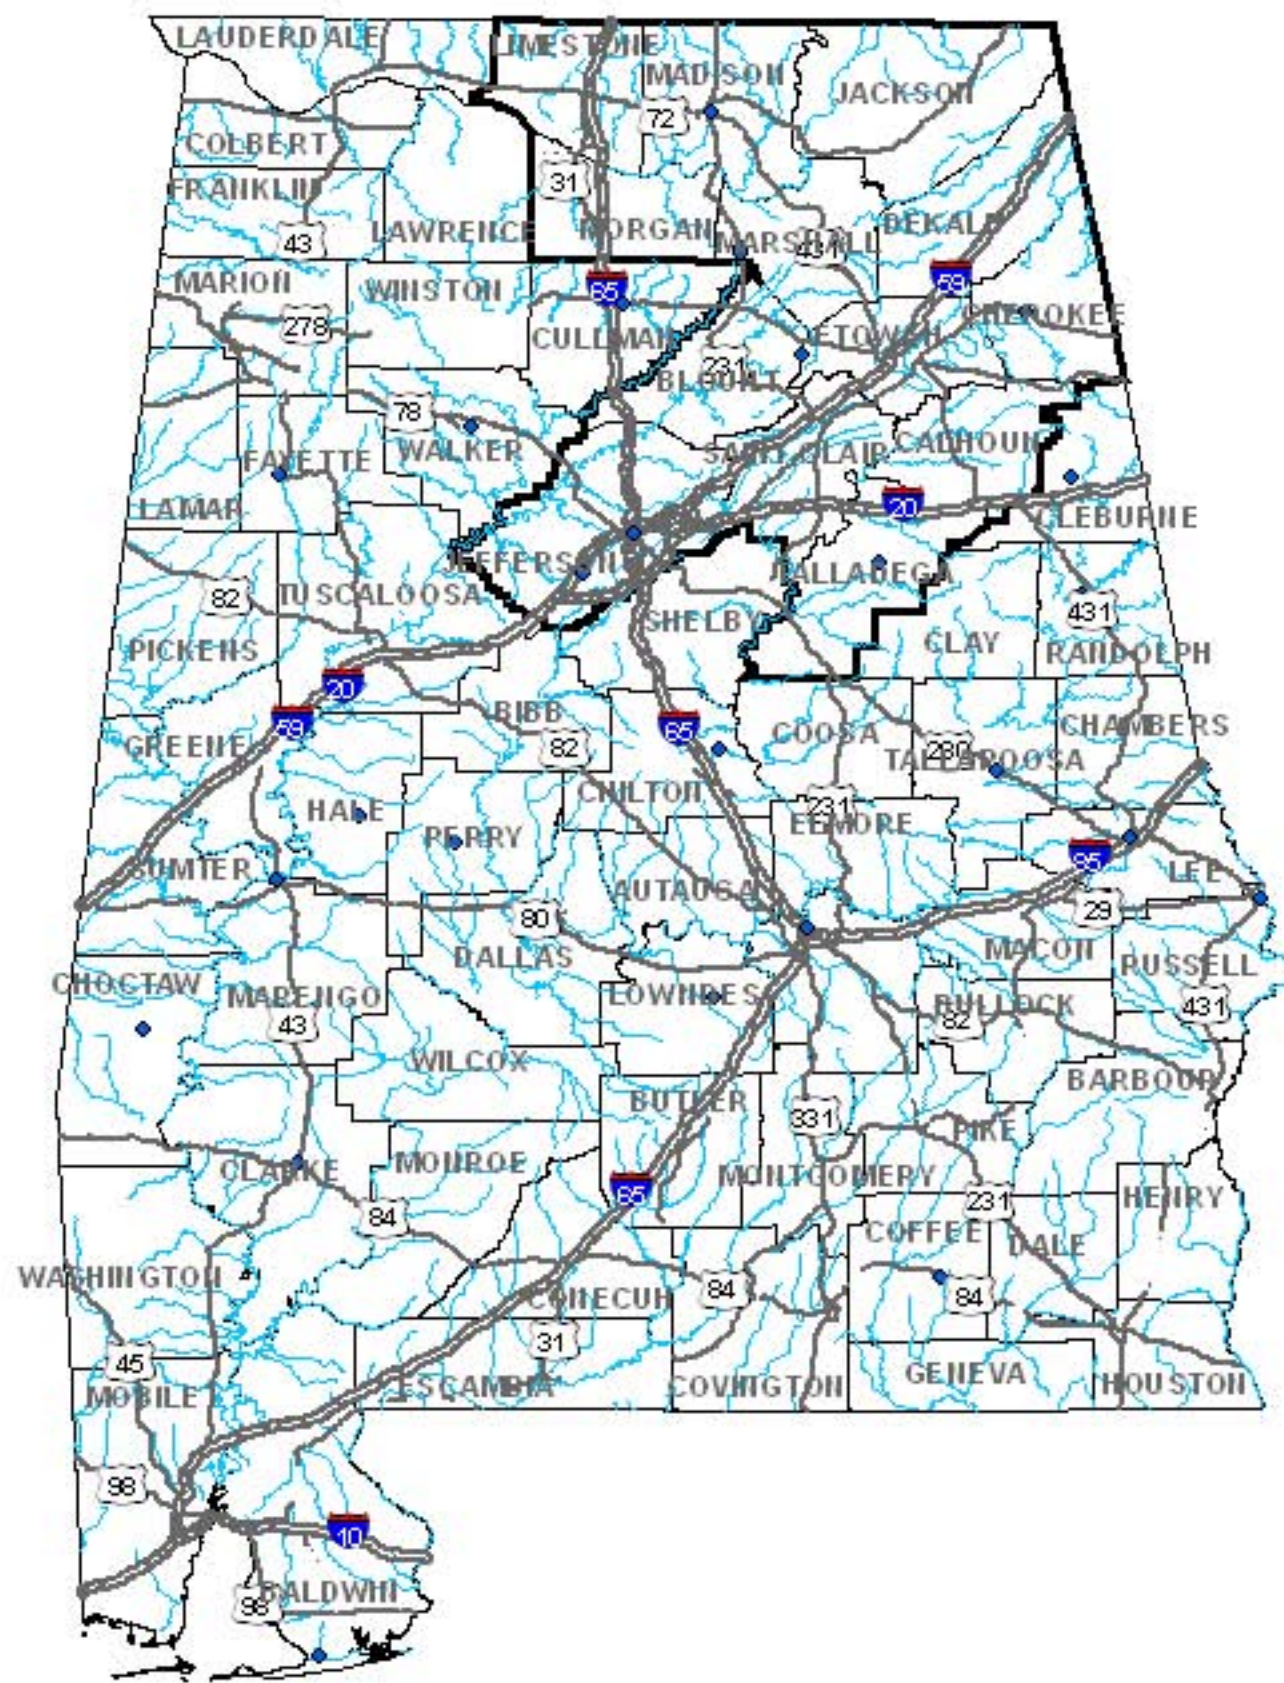 LAUDERDALE
LIMESTONE
MADISON
JACKSON
72
COLBERT
31
FRANKLIN
43
LAWRENCE
MORGAN
MARSHALL
431
DEKALB
MARION
WINSTON
65
59
278
CULLMAN
231
ETOWAH
CHEROKEE
BLOUNT
78
WALKER
FAYETTE
SAINT CLAIR
CALHOUN
LAMAR
20
CLEBURNE
JEFFERSON
TALLADEGA
82
TUSCALOOSA
SHELBY
431
PICKENS
CLAY
RANDOLPH
20
59
BIBB
65
COOSA
CHAMBERS
GREENE
82
280
TALLAPOOSA
HALE
CHILTON
231
PERRY
ELMORE
85
SUMTER
AUTAUGA
LEE
80
29
DALLAS
MACON
RUSSELL
CHOCTAW
MARENGO
LOWNDES
BULLOCK
431
43
82
WILCOX
BARBOUR
BUTLER
331
PIKE
CLARKE
MONROE
MONTGOMERY
65
84
231
HENRY
COFFEE
DALE
WASHINGTON
84
84
CONECUH
45
31
MOBILE
ESCAMBIA
COVINGTON
GENEVA
HOUSTON
98
10
98
BALDWIN